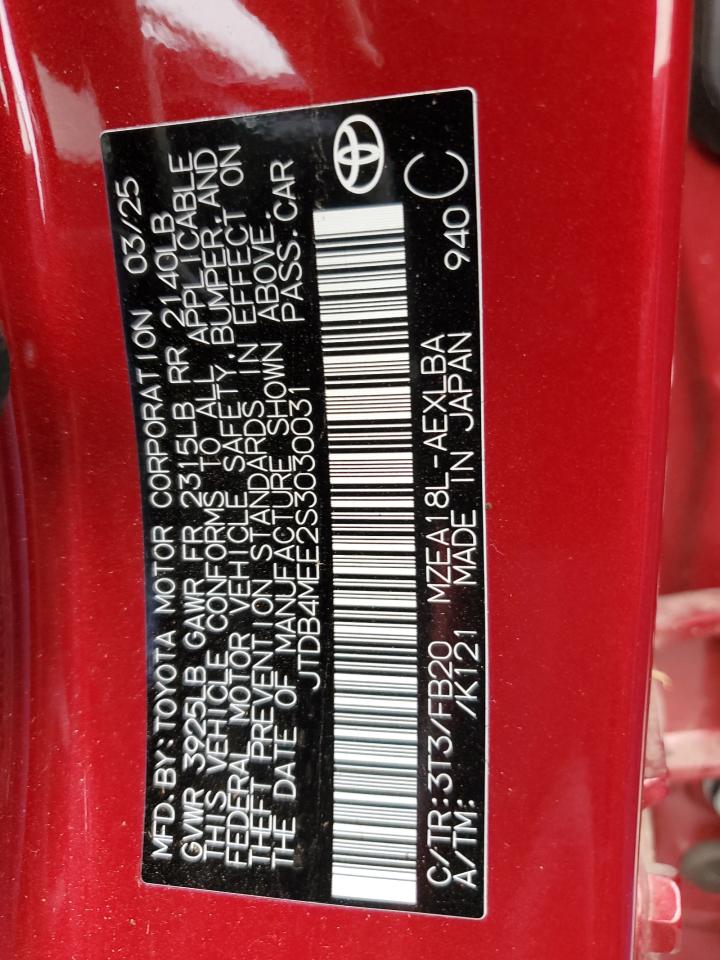 MFD. BY: TOYOTA MOTOR CORPORATION 03/25
GVWR 3925LB GAWR FR 2315LB RR 2140LB
THIS VEHICLE CONFORMS TO ALL APPLICABLE
FEDERAL MOTOR VEHICLE SAFETY, BUMPER, AND
THEFT PREVENTION STANDARDS IN EFFECT ON
THE DATE OF MANUFACTURE SHOWN ABOVE.
JTDB4MEE2S3030031 PASS. CAR
C/TR: 3T3/FB20 MZEA18L-AEXLBA 940 C
A/TM: /K121 MADE IN JAPAN